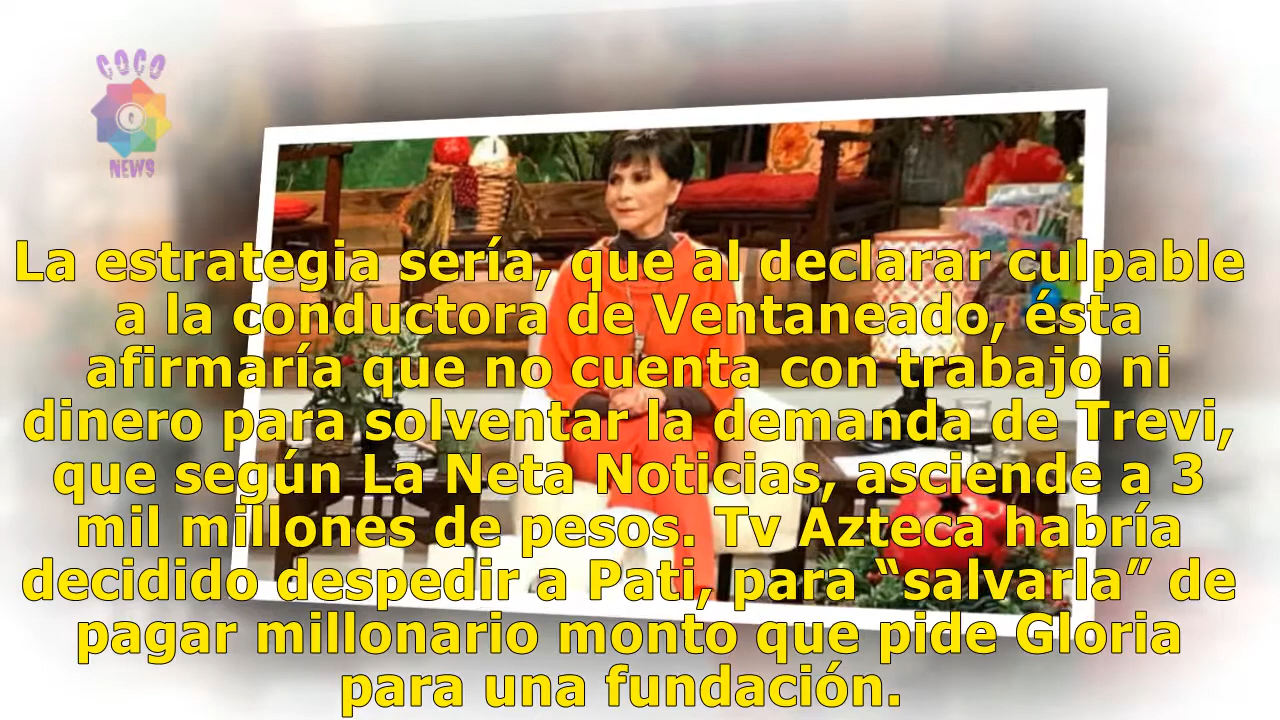 COCO
NEWS
La estrategia sería, que al declarar culpable
a la conductora de Ventaneado, ésta
afirmaría que no cuenta con trabajo ni
dinero para solventar la demanda de Trevi,
que según La Neta Noticias, asciende a 3
mil millones de pesos. Tv Azteca habría
decidido despedir a Pati, para “salvarla” de
pagar millonario monto que pide Gloria
para una fundación.